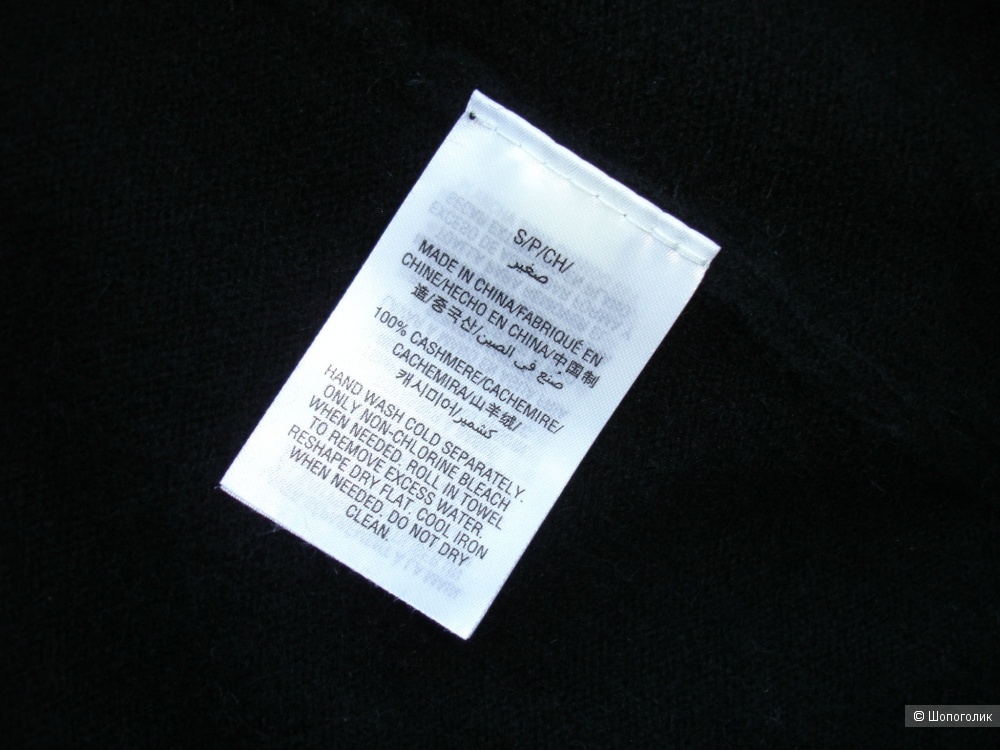 S/P/CH/
صغير
MADE IN CHINA/FABRIQUÉ EN
CHINE/HECHO EN CHINA/中国制
造/중국산/صنع في الصين
100% CASHMERE/CACHEMIRE/
CACHEMIRA/山羊绒/
캐시미어/كشمير
HAND WASH COLD SEPARATELY.
ONLY NON-CHLORINE BLEACH
WHEN NEEDED. ROLL IN TOWEL
TO REMOVE EXCESS WATER.
RESHAPE DRY FLAT. COOL IRON
WHEN NEEDED. DO NOT DRY
CLEAN.
© Шопоголик